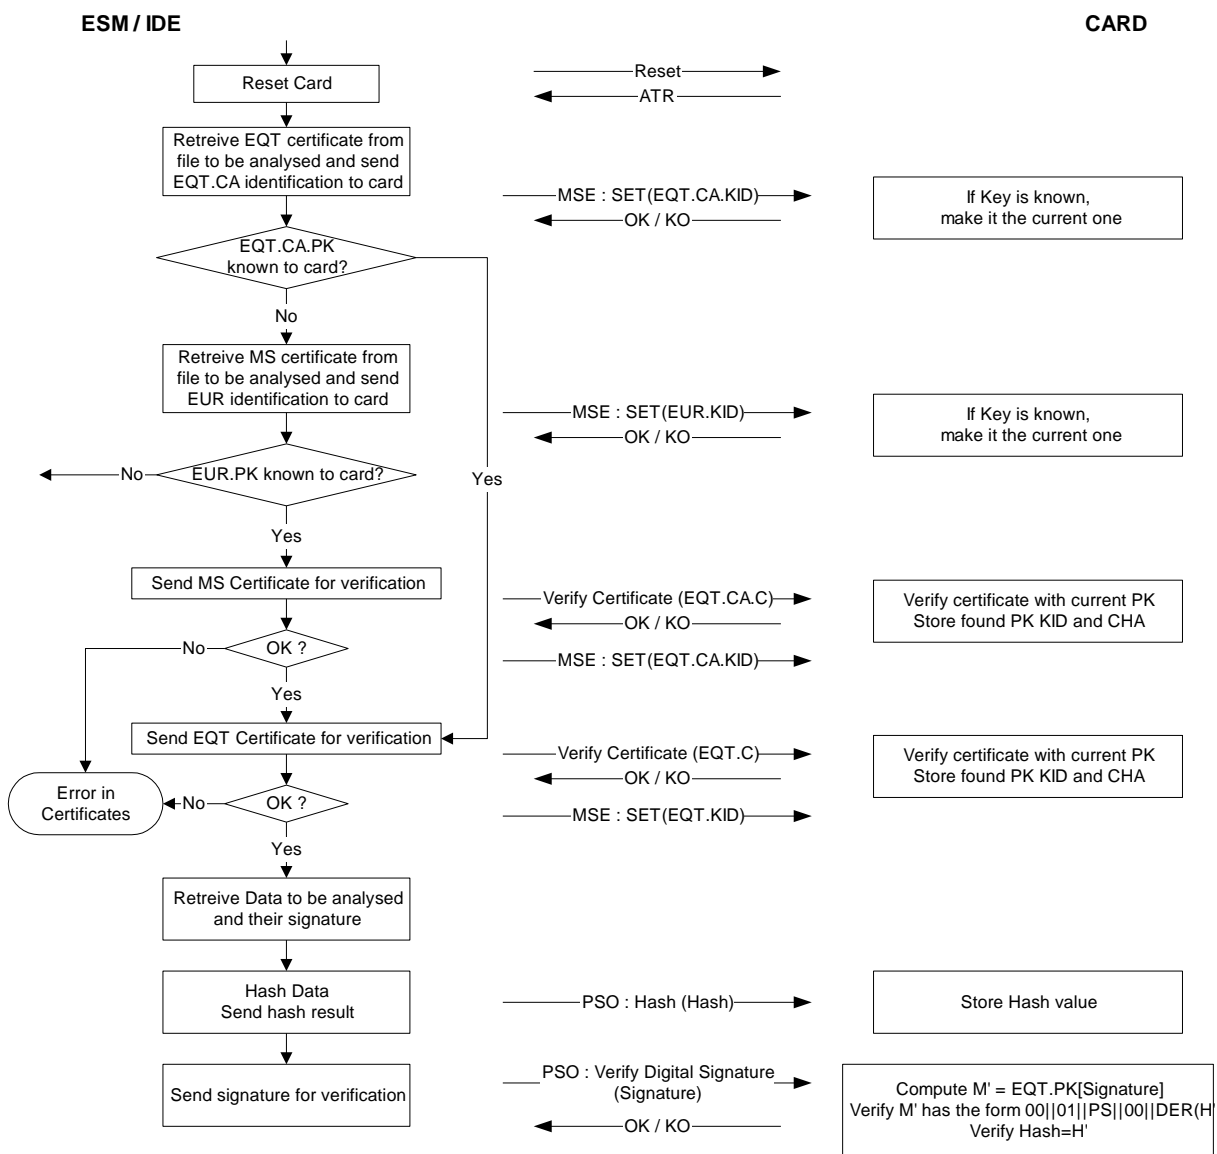 ESM / IDE
CARD
Reset Card
Reset
ATR
Retreive EQT certificate from
file to be analysed and send
EQT.CA identification to card
MSE : SET(EQT.CA.KID)
OK / KO
If Key is known,
make it the current one
EQT.CA.PK
known to card?
No
Retreive MS certificate from
file to be analysed and send
EUR identification to card
MSE : SET(EUR.KID)
OK / KO
If Key is known,
make it the current one
No
EUR.PK known to card?
Yes
Yes
Send MS Certificate for verification
Verify Certificate (EQT.CA.C)
OK / KO
Verify certificate with current PK
Store found PK KID and CHA
No
OK ?
MSE : SET(EQT.CA.KID)
Yes
Send EQT Certificate for verification
Verify Certificate (EQT.C)
OK / KO
Verify certificate with current PK
Store found PK KID and CHA
Error in
Certificates
No
OK ?
MSE : SET(EQT.KID)
Yes
Retreive Data to be analysed
and their signature
Hash Data
Send hash result
PSO : Hash (Hash)
Store Hash value
Send signature for verification
PSO : Verify Digital Signature
(Signature)
OK / KO
Compute M' = EQT.PK[Signature]
Verify M' has the form 00||01||PS||00||DER(H'
Verify Hash=H'